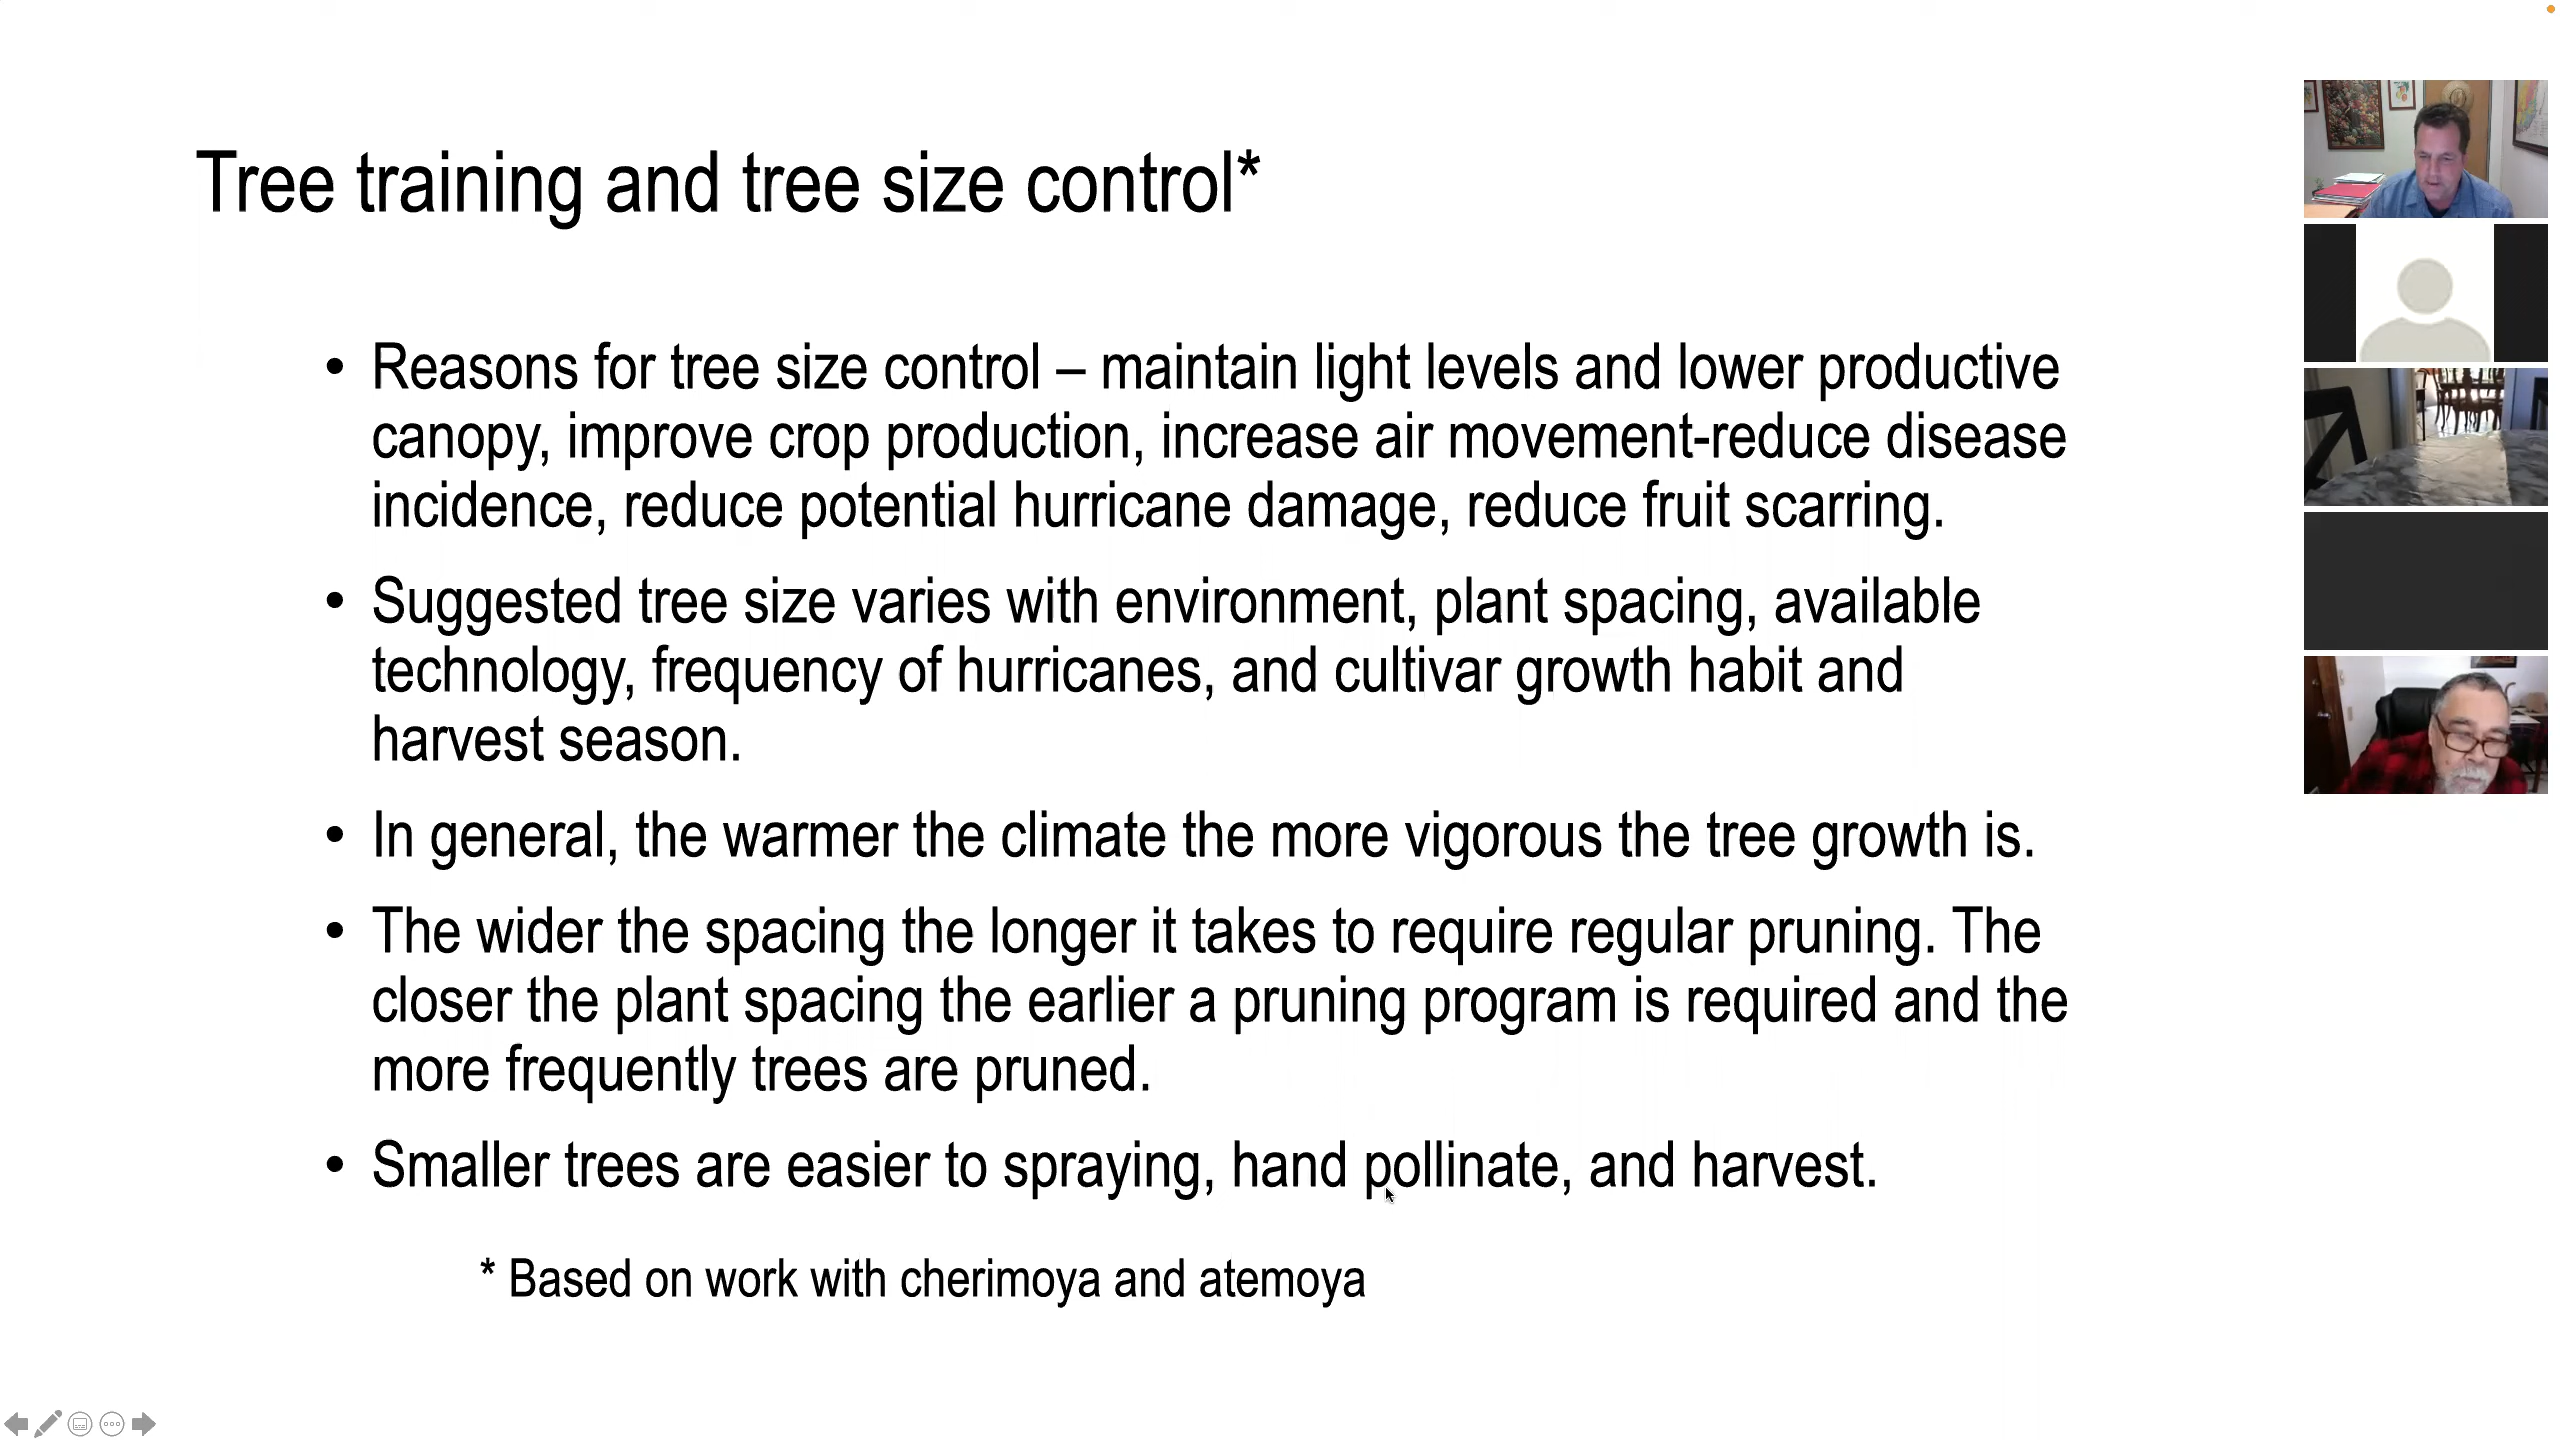 Tree training and tree size control*
• Reasons for tree size control – maintain light levels and lower productive
canopy, improve crop production, increase air movement-reduce disease
incidence, reduce potential hurricane damage, reduce fruit scarring.
• Suggested tree size varies with environment, plant spacing, available
technology, frequency of hurricanes, and cultivar growth habit and
harvest season.
• In general, the warmer the climate the more vigorous the tree growth is.
• The wider the spacing the longer it takes to require regular pruning. The
closer the plant spacing the earlier a pruning program is required and the
more frequently trees are pruned.
• Smaller trees are easier to spraying, hand pollinate, and harvest.
* Based on work with cherimoya and atemoya